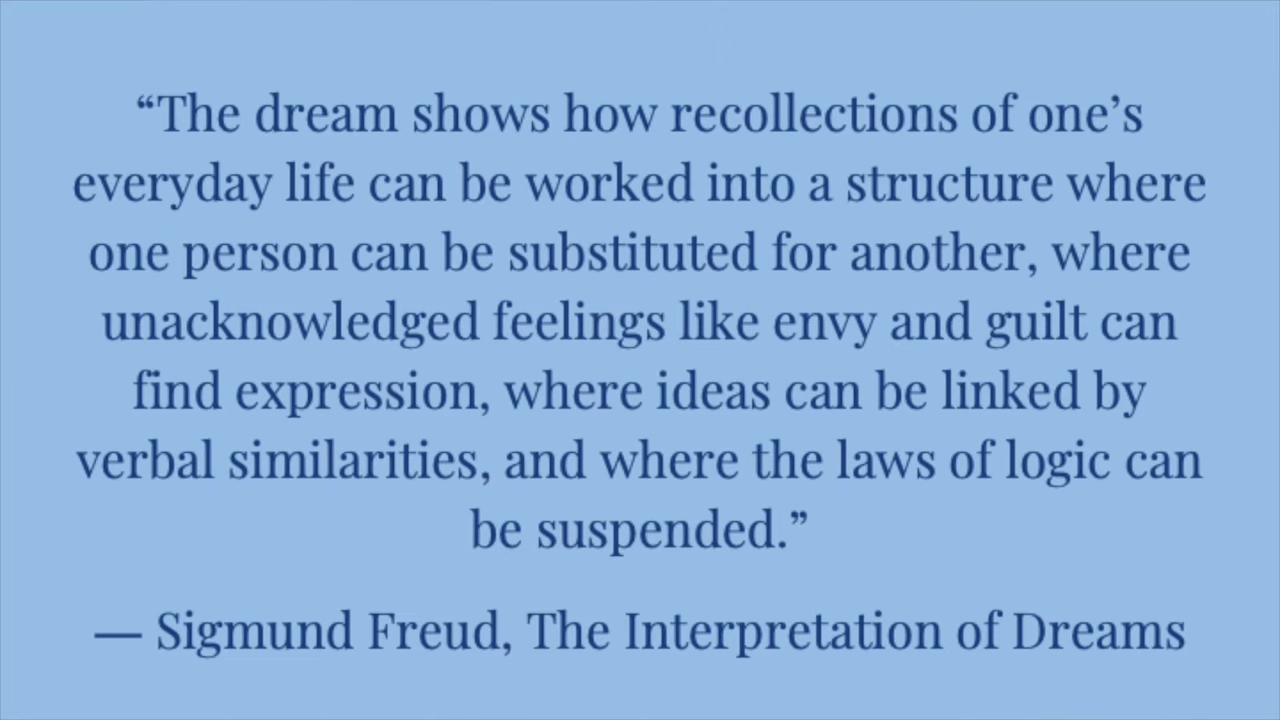 “The dream shows how recollections of one’s
everyday life can be worked into a structure where
one person can be substituted for another, where
unacknowledged feelings like envy and guilt can
find expression, where ideas can be linked by
verbal similarities, and where the laws of logic can
be suspended.”
— Sigmund Freud, The Interpretation of Dreams